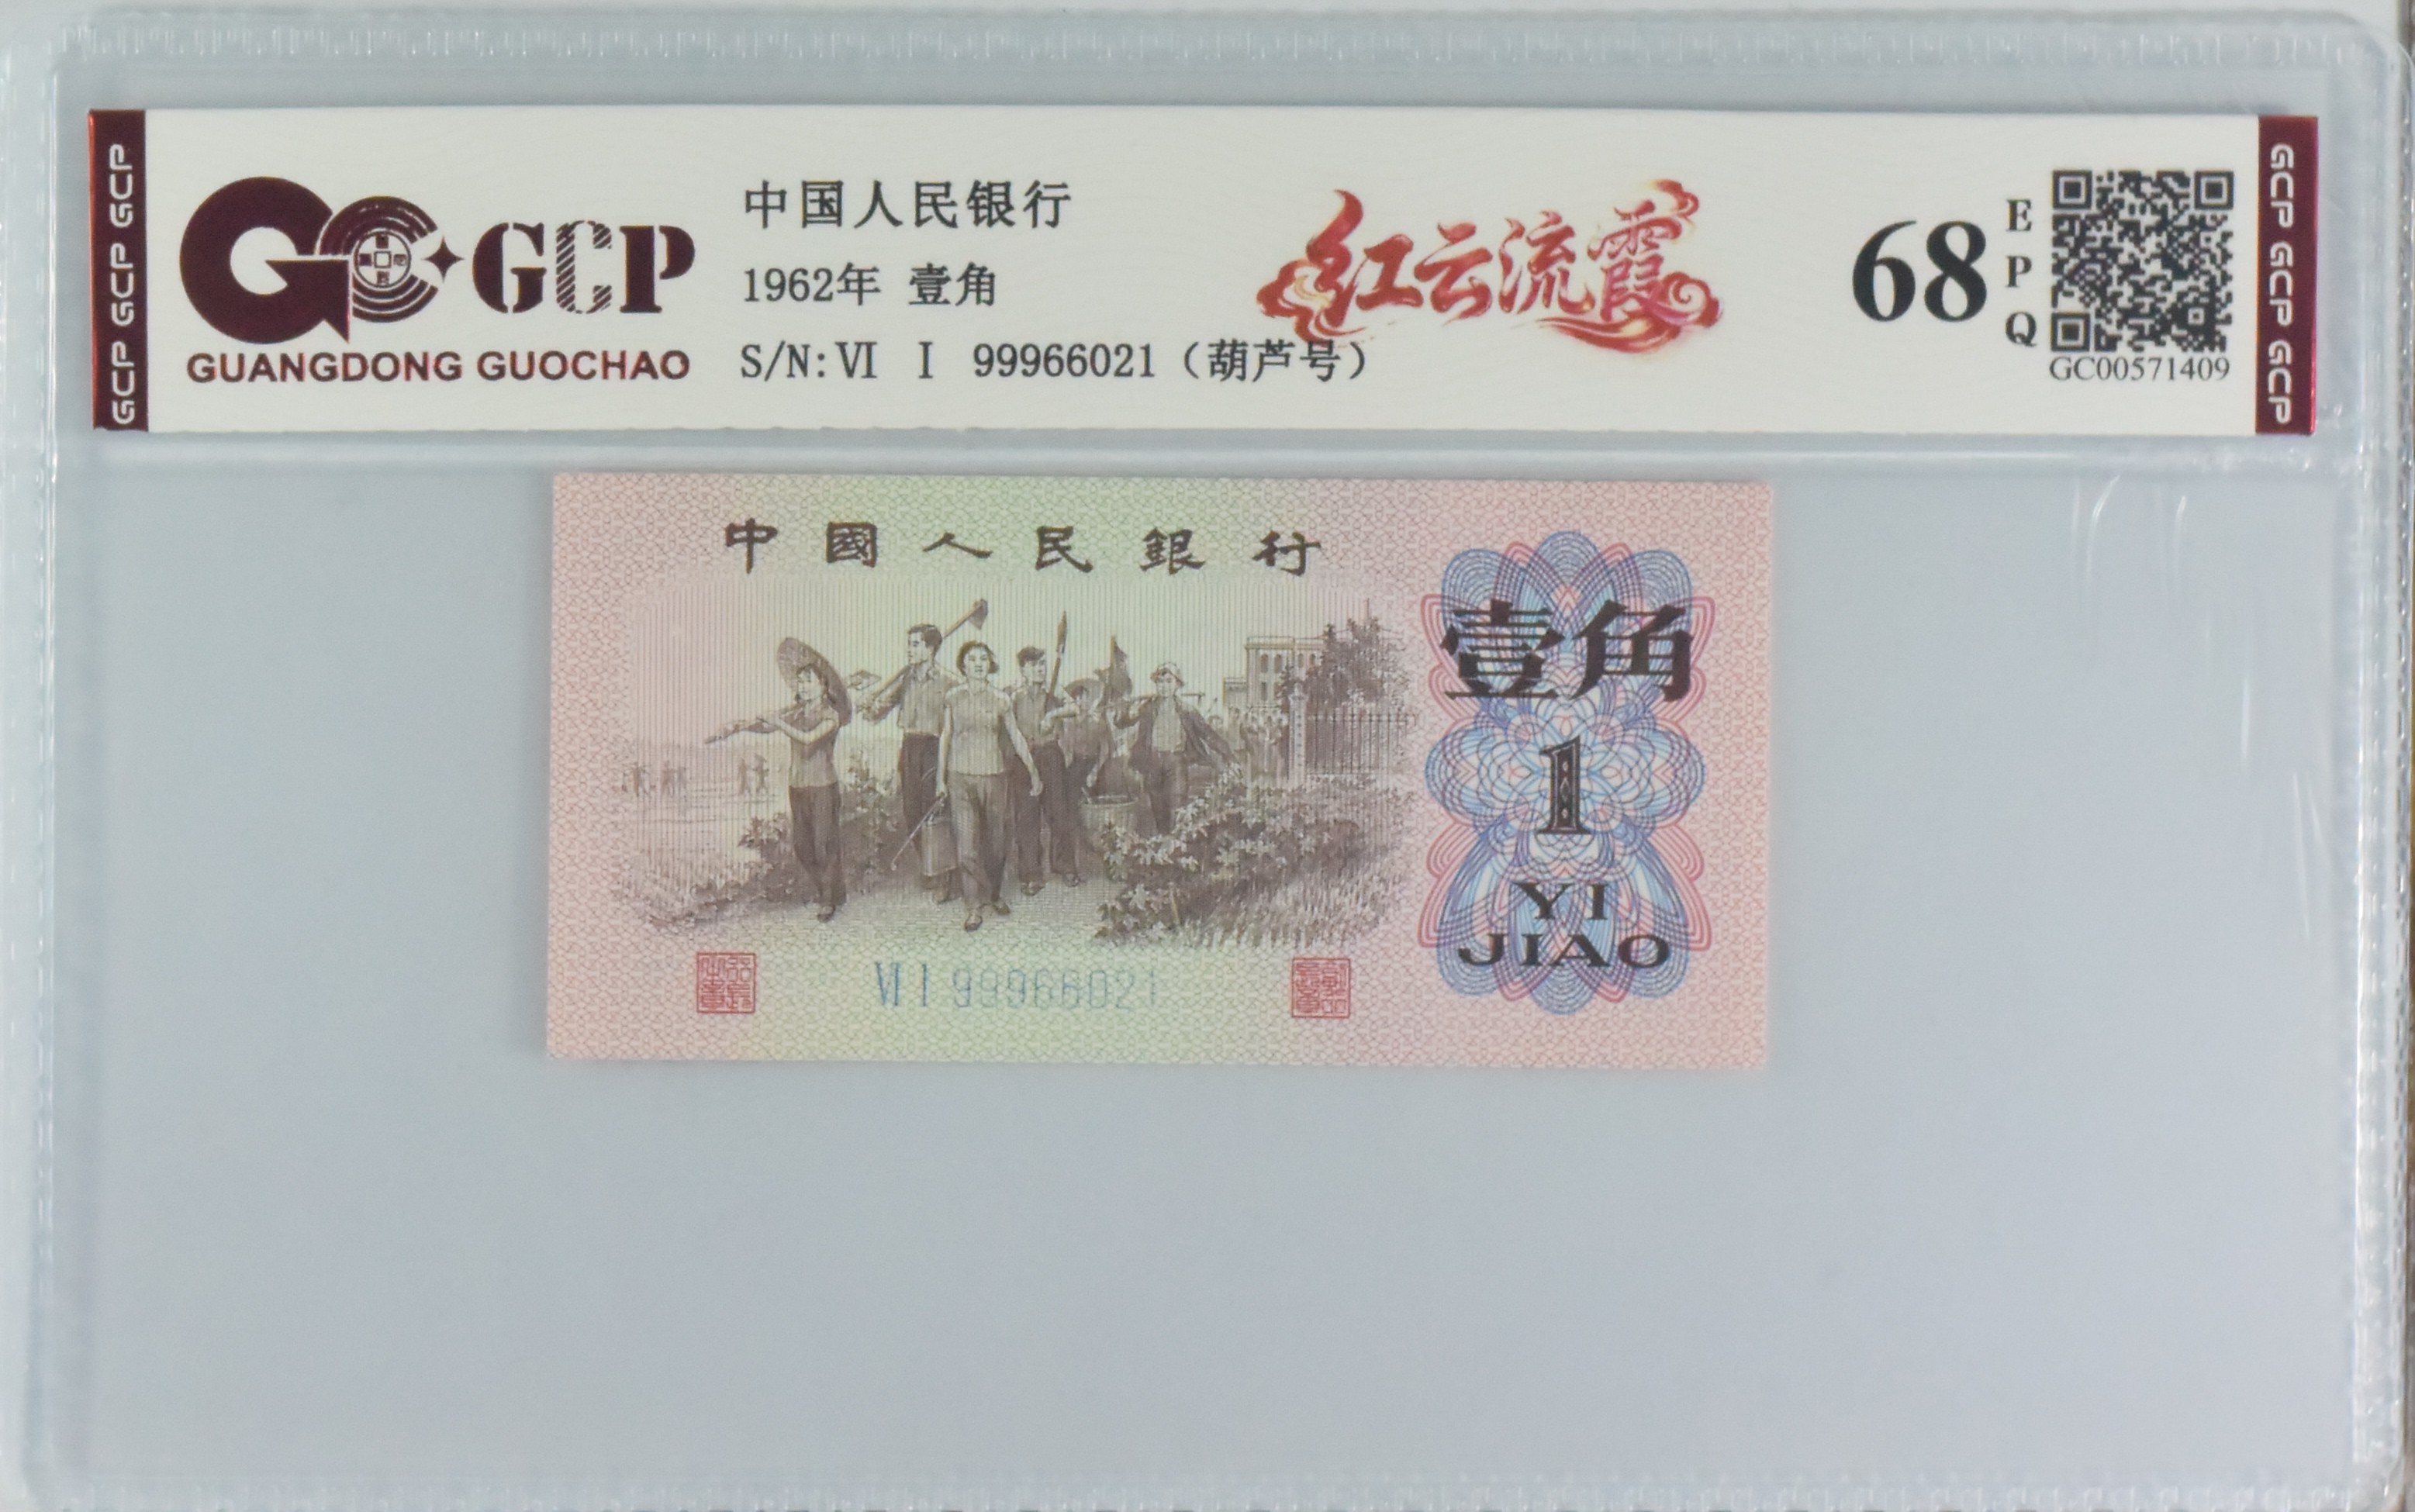 GCP GCP GCP
GCP
GUANGDONG GUOCHAO
中国人民银行
1962年 壹角
S/N: VI I 99966021（葫芦号）
红云流霞
68
EPQ
GC00571409
GCP GCP GCP
中國人民銀行
壹角
1
YI
JIAO
VI I 99966021